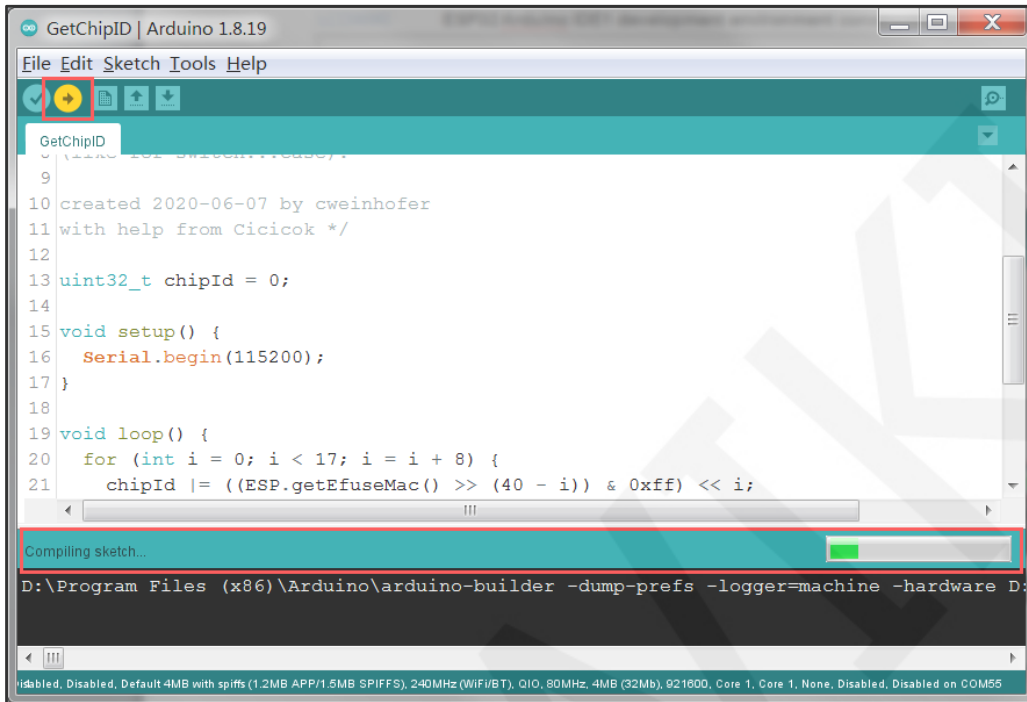 GetChipID | Arduino 1.8.19
File Edit Sketch Tools Help
GetChipID
8 (like for switch...case).
9
10 created 2020-06-07 by cweinhofer
11 with help from Cicicok */
12
13 uint32_t chipId = 0;
14
15 void setup() {
16   Serial.begin(115200);
17 }
18
19 void loop() {
20   for (int i = 0; i < 17; i = i + 8) {
21     chipId |= ((ESP.getEfuseMac() >> (40 - i)) & 0xff) << i;
Compiling sketch...
D:\Program Files (x86)\Arduino\arduino-builder -dump-prefs -logger=machine -hardware D:
Disabled, Default 4MB with spiffs (1.2MB APP/1.5MB SPIFFS), 240MHz (WiFi/BT), QIO, 80MHz, 4MB (32Mb), 921600, Core 1, Core 1, None, Disabled, Disabled on COM55